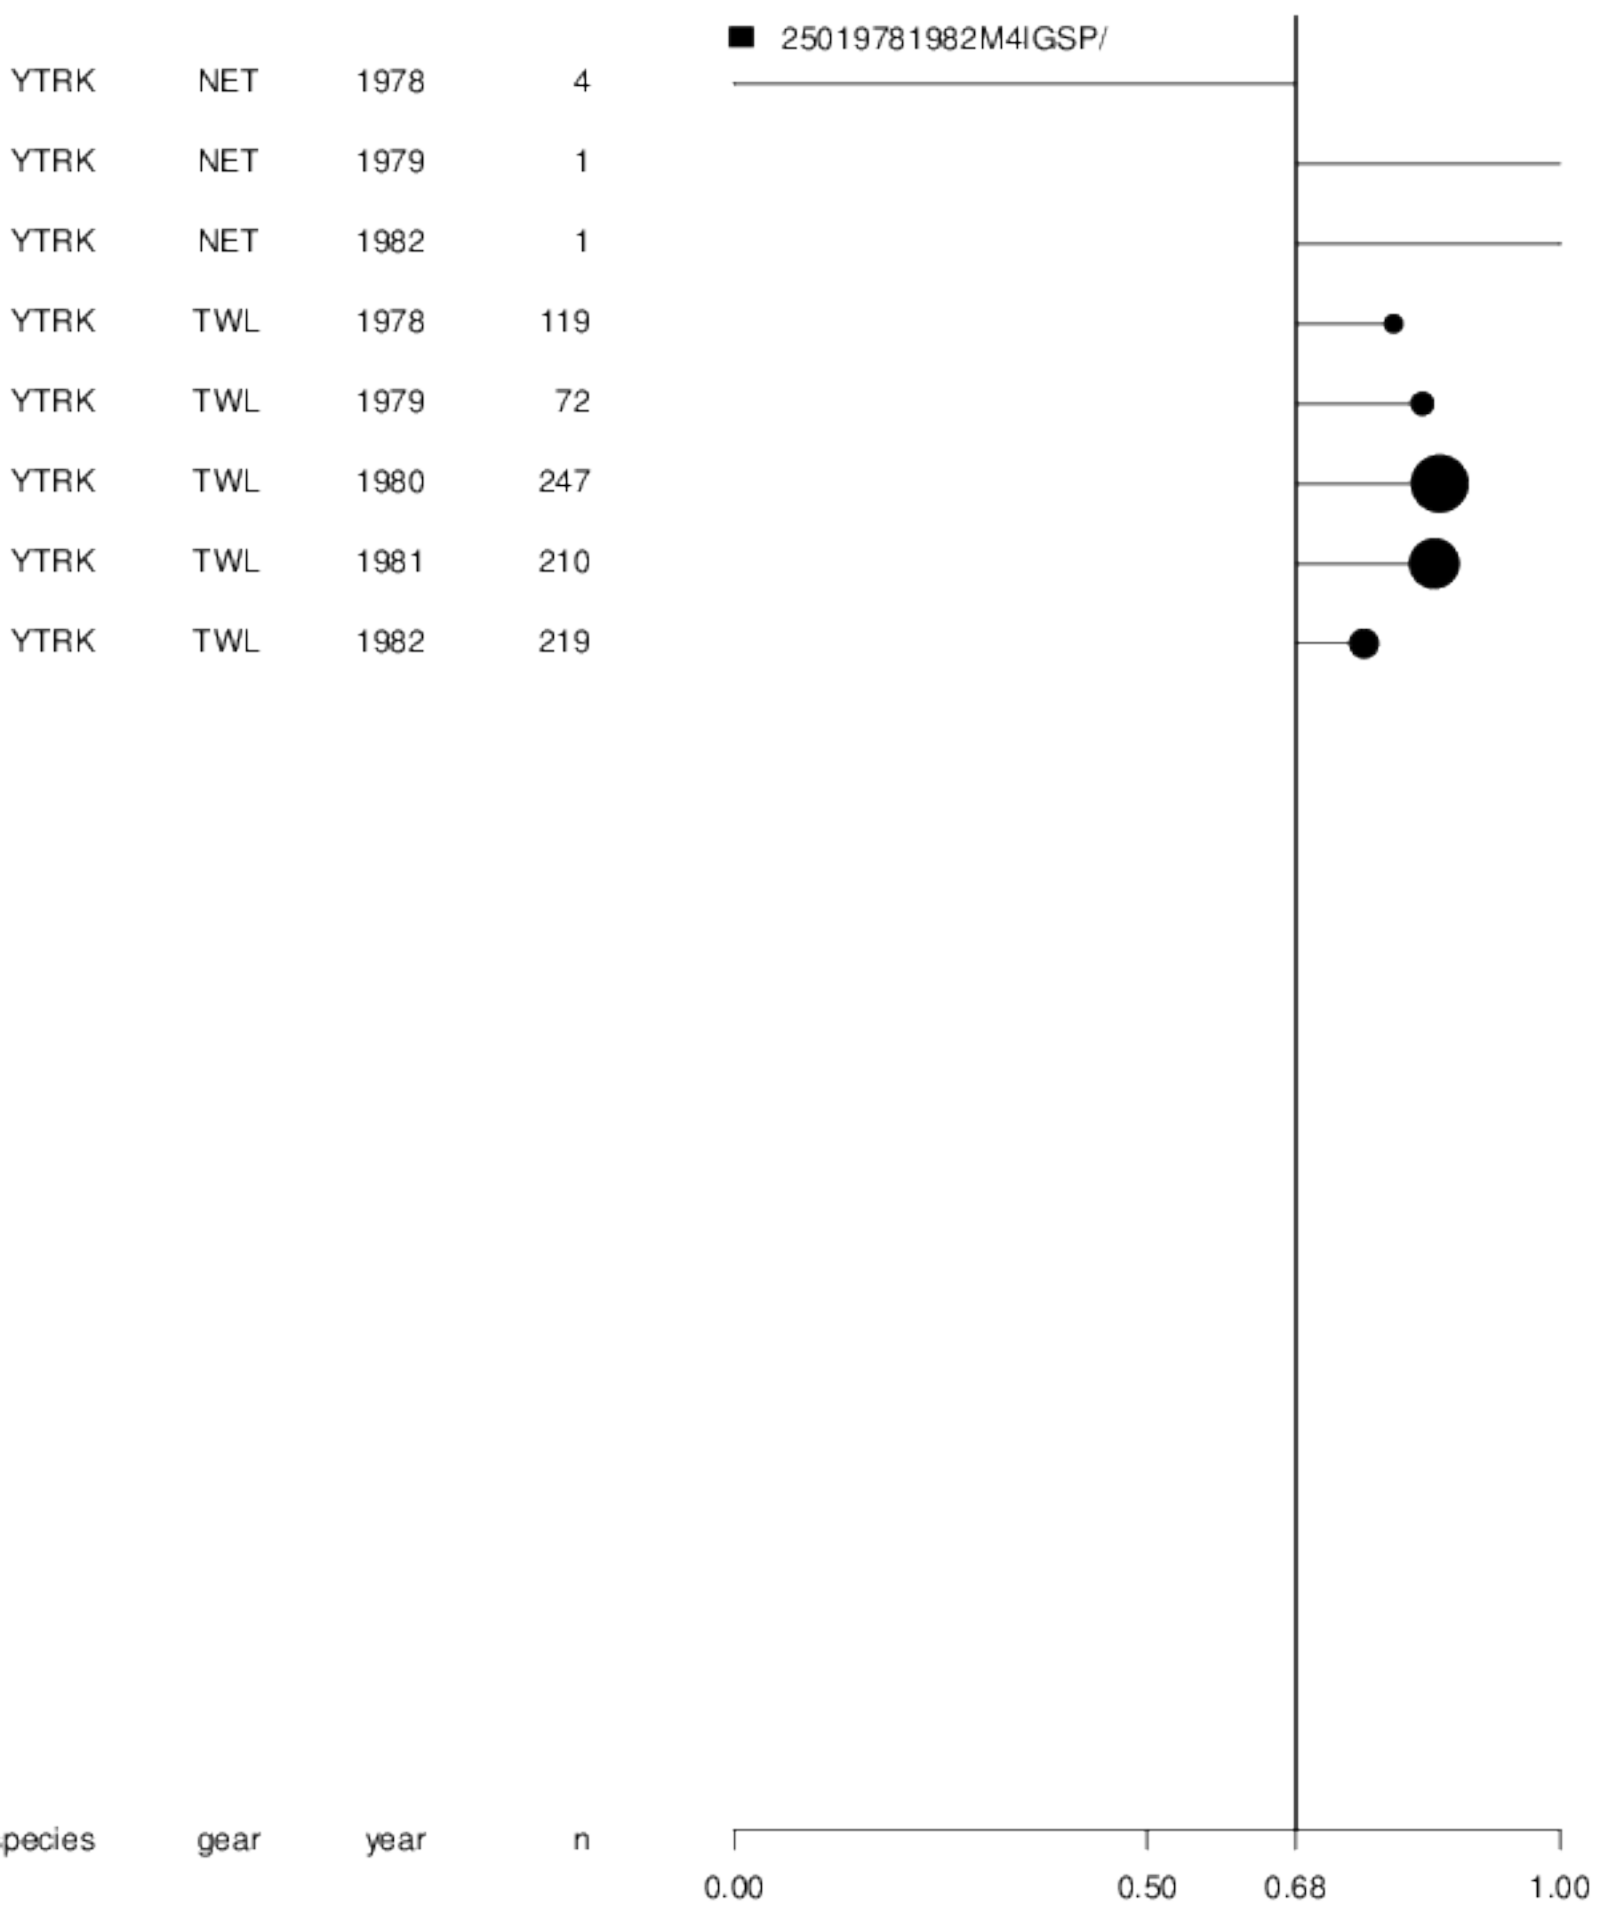 25019781982M4IGSP/
YTRK NET 1978 4
YTRK NET 1979 1
YTRK NET 1982 1
YTRK TWL 1978 119
YTRK TWL 1979 72
YTRK TWL 1980 247
YTRK TWL 1981 210
YTRK TWL 1982 219
pecies gear year n
0.00 0.50 0.68 1.00